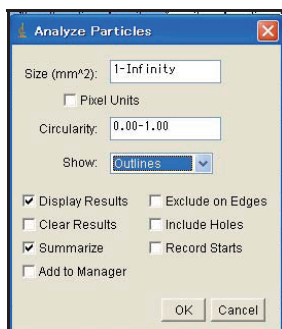 Analyze Particles
Size (mm^2): 1-Infinity
Pixel Units
Circularity: 0.00-1.00
Show: Outlines
Display Results Exclude on Edges
Clear Results Include Holes
Summarize Record Starts
Add to Manager
OK Cancel